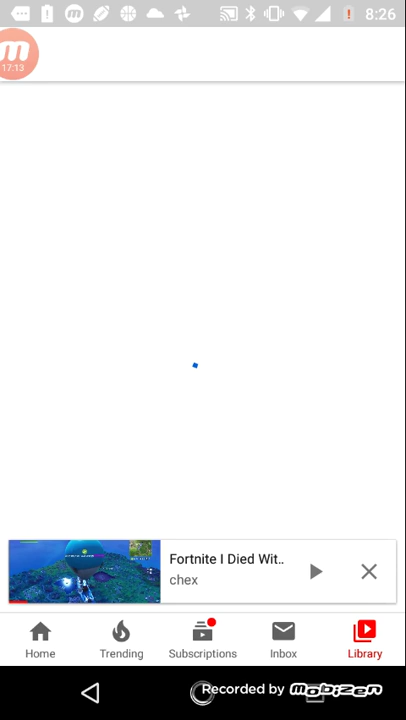 8:26
17:13
Fortnite I Died Wit..
chex
Home
Trending
Subscriptions
Inbox
Library
Recorded by mobizen